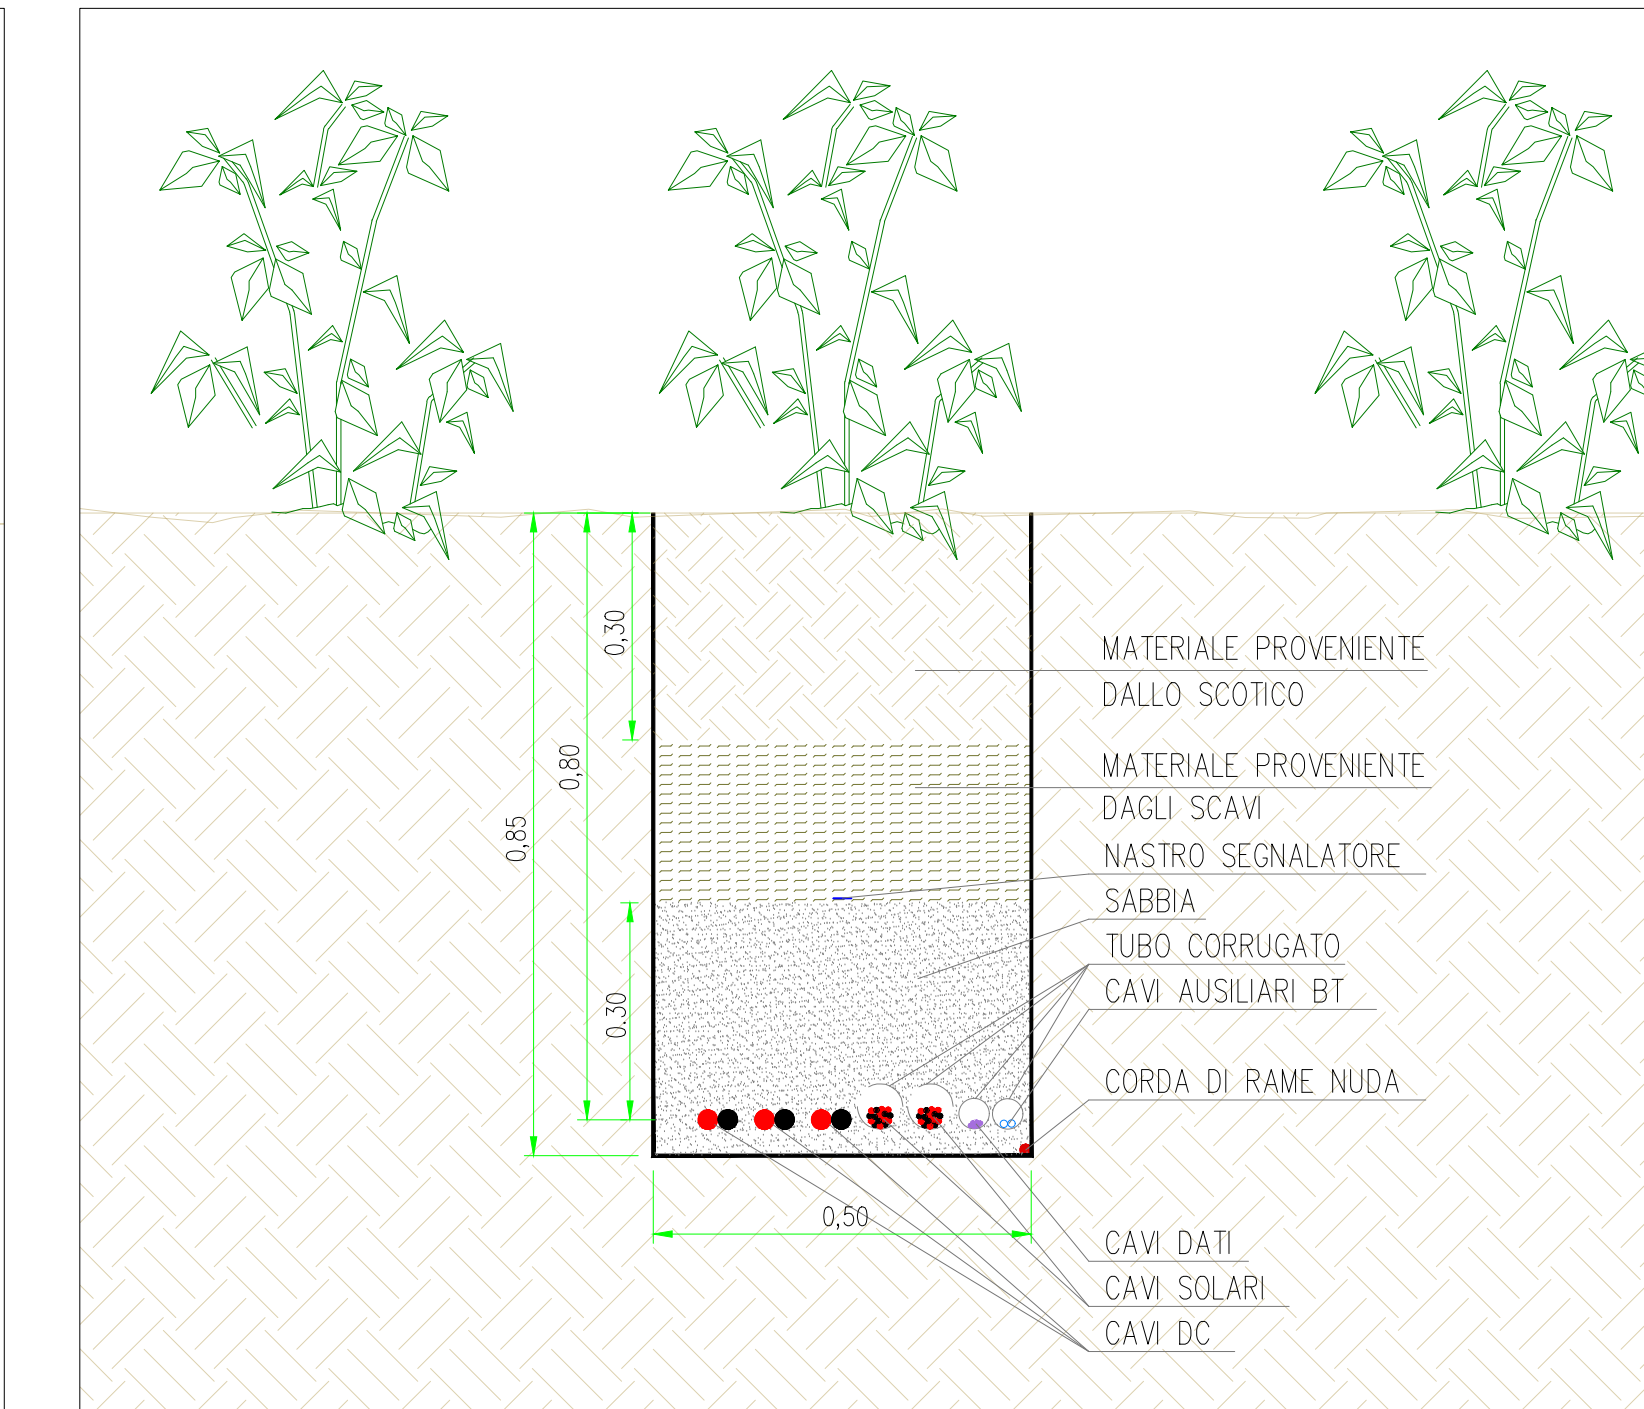 0,30
MATERIALE PROVENIENTE
DALLO SCOTICO
0,80
MATERIALE PROVENIENTE
DAGLI SCAVI
0,85
NASTRO SEGNALATORE
SABBIA
TUBO CORRUGATO
CAVI AUSILIARI BT
0.30
CORDA DI RAME NUDA
0,50
CAVI DATI
CAVI SOLARI
CAVI DC